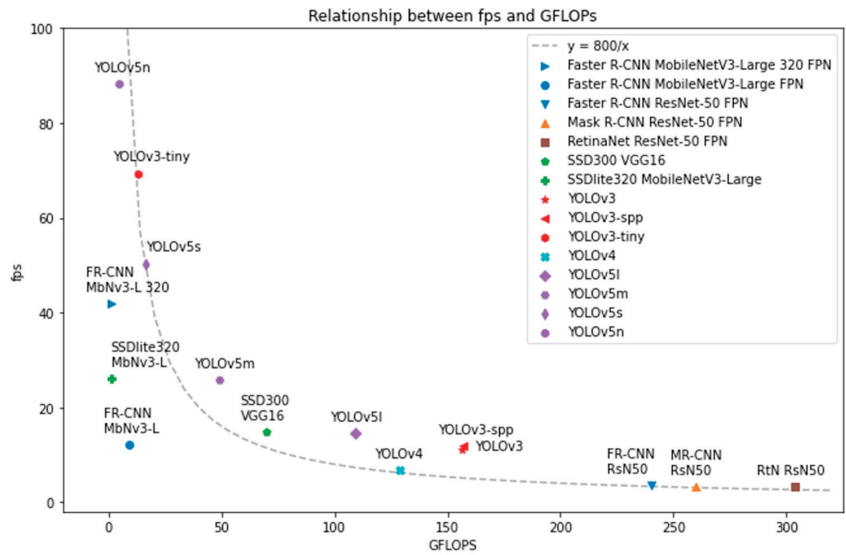 Relationship between fps and GFLOPs
100
80
60
40
20
0
fps
0
50
100
150
200
250
300
GFLOPS
y = 800/x
Faster R-CNN MobileNetV3-Large 320 FPN
Faster R-CNN MobileNetV3-Large FPN
Faster R-CNN ResNet-50 FPN
Mask R-CNN ResNet-50 FPN
RetinaNet ResNet-50 FPN
SSD300 VGG16
SSDlite320 MobileNetV3-Large
YOLOv3
YOLOv3-spp
YOLOv3-tiny
YOLOv4
YOLOv5l
YOLOv5m
YOLOv5s
YOLOv5n
YOLOv5n
YOLOv3-tiny
YOLOv5s
FR-CNN
MbNv3-L 320
SSDlite320
MbNv3-L
FR-CNN
MbNv3-L
YOLOv5m
SSD300
VGG16
YOLOv5l
YOLOv4
YOLOv3-spp
YOLOv3
FR-CNN
RsN50
MR-CNN
RsN50
RtN RsN50